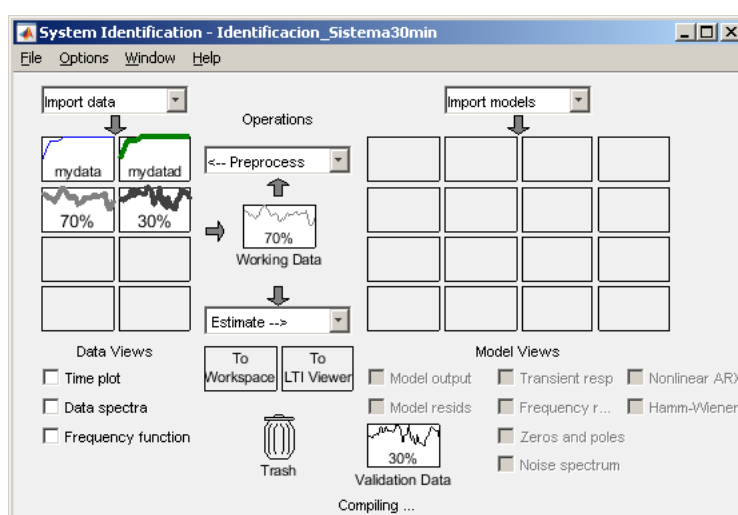 System Identification - Identificacion_Sistema30min
File Options Window Help
Import data
Import models
Operations
mydata mydatad
<-- Preprocess
70% 30%
70%
Working Data
Estimate -->
Data Views
To Workspace
To LTI Viewer
Model Views
Time plot
Model output
Transient resp
Nonlinear ARX
Data spectra
Model resids
Frequency r...
Hamm-Wiener
Frequency function
Zeros and poles
Trash
30%
Noise spectrum
Validation Data
Compiling ...